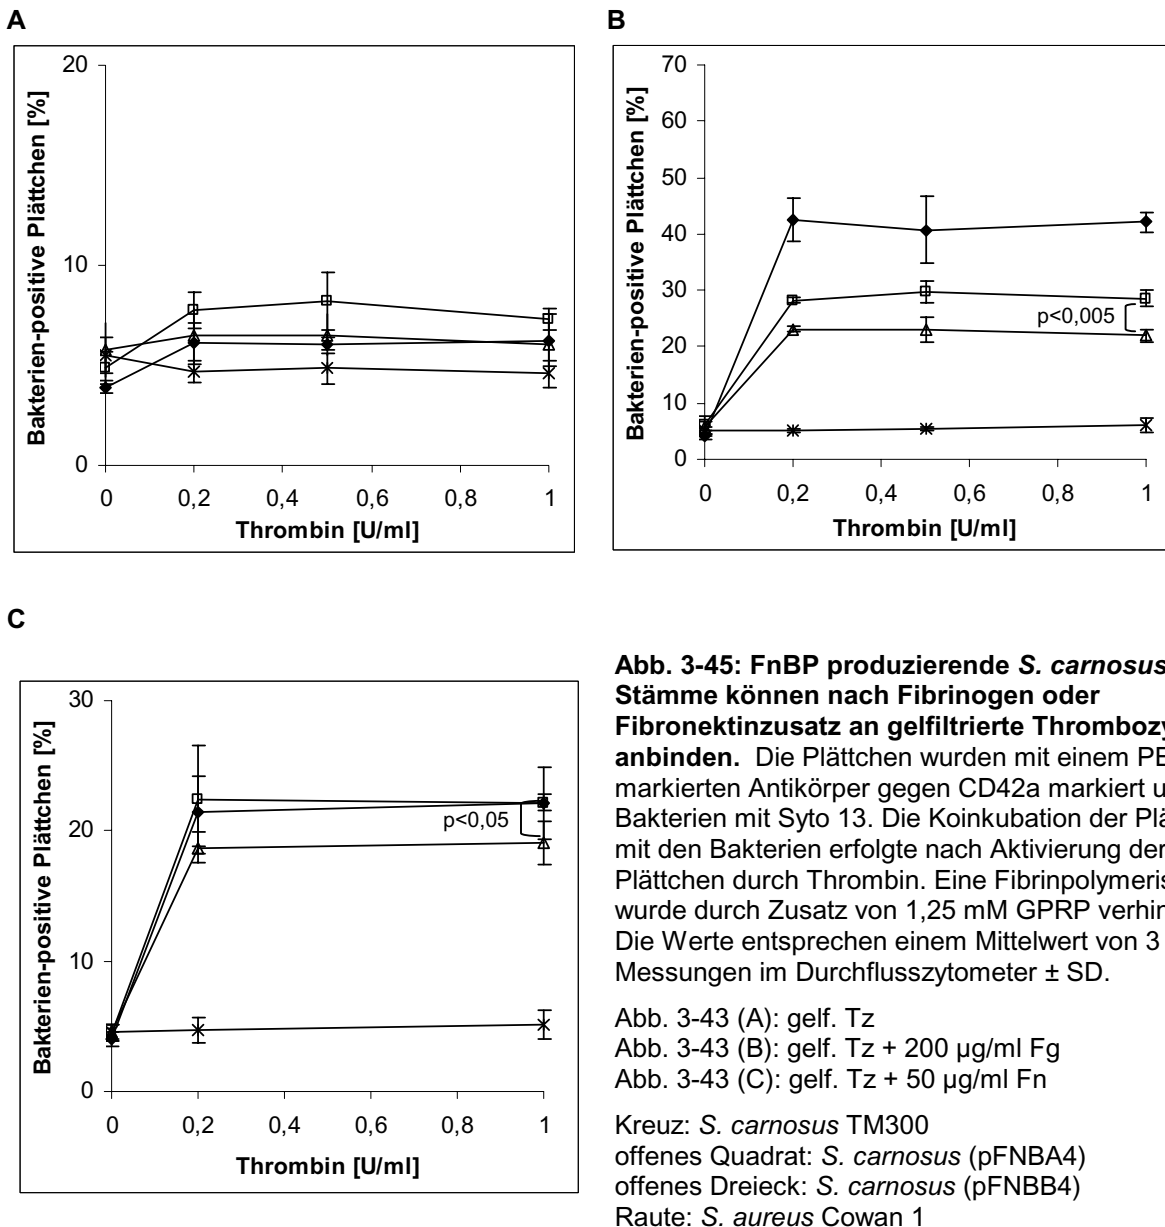 A
B
20
10
0
0
0,2
0,4
0,6
0,8
1
Bakterien-positive Plättchen [%]
Thrombin [U/ml]
70
60
50
40
30
20
10
0
0
0,2
0,4
0,6
0,8
1
Bakterien-positive Plättchen [%]
Thrombin [U/ml]
p<0,005
C
30
20
10
0
0
0,2
0,4
0,6
0,8
1
Bakterien-positive Plättchen [%]
Thrombin [U/ml]
p<0,05
Abb. 3-45: FnBP produzierende S. carnosus
Stämme können nach Fibrinogen oder
Fibronektinzusatz an gelfiltrierte Thrombozy
anbinden. Die Plättchen wurden mit einem PE
markierten Antikörper gegen CD42a markiert u
Bakterien mit Syto 13. Die Koinkubation der Plä
mit den Bakterien erfolgte nach Aktivierung der
Plättchen durch Thrombin. Eine Fibrinpolymeris
wurde durch Zusatz von 1,25 mM GPRP verhin
Die Werte entsprechen einem Mittelwert von 3
Messungen im Durchflusszytometer ± SD.
Abb. 3-43 (A): gelf. Tz
Abb. 3-43 (B): gelf. Tz + 200 µg/ml Fg
Abb. 3-43 (C): gelf. Tz + 50 µg/ml Fn
Kreuz: S. carnosus TM300
offenes Quadrat: S. carnosus (pFNBA4)
offenes Dreieck: S. carnosus (pFNBB4)
Raute: S. aureus Cowan 1